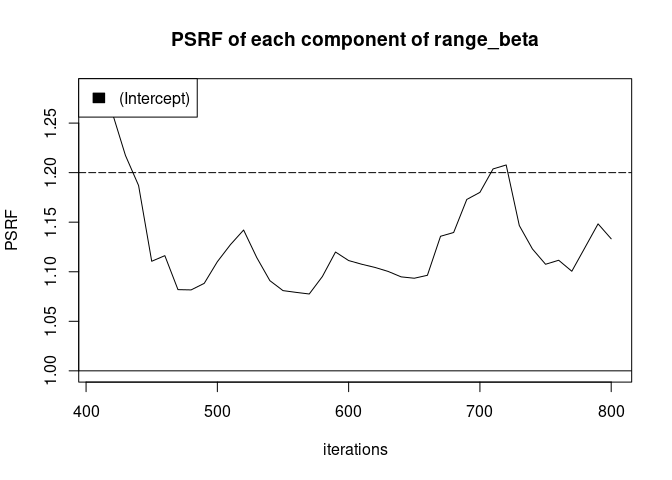 PSRF of each component of range_beta
(Intercept)
PSRF
1.25
1.20
1.15
1.10
1.05
1.00
400 500 600 700 800
iterations